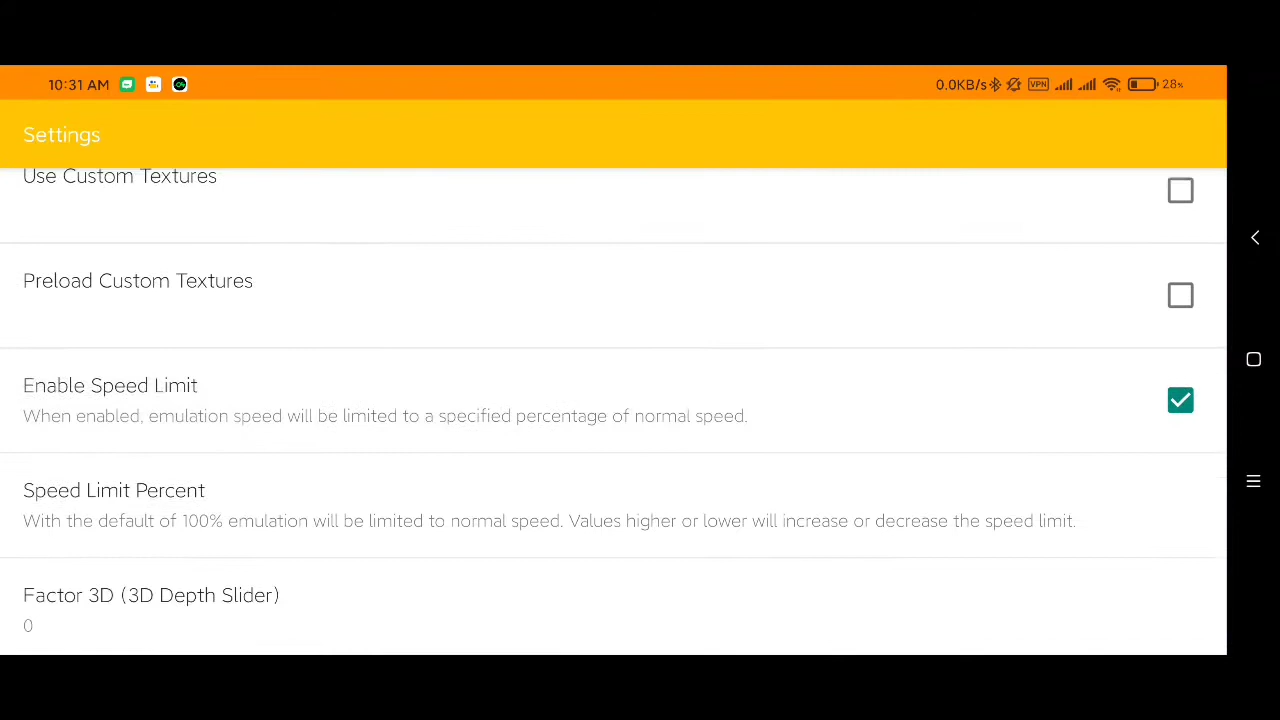 10:31 AM
0.0KB/s VPN 28%
Settings
Use Custom Textures
Preload Custom Textures
Enable Speed Limit
When enabled, emulation speed will be limited to a specified percentage of normal speed.
Speed Limit Percent
With the default of 100% emulation will be limited to normal speed. Values higher or lower will increase or decrease the speed limit.
Factor 3D (3D Depth Slider)
0